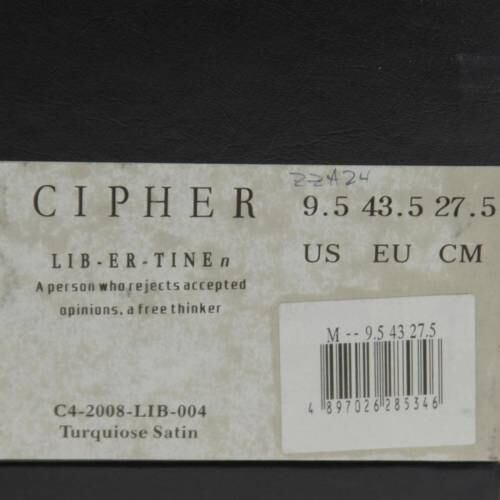 ZZA24
CIPHER
9.5 43.5 27.5
US EU CM
LIB-ER-TINE n
A person who rejects accepted
opinions, a free thinker
M -- 9.5 43 27.5
4 897026 285346
C4-2008-LIB-004
Turquiose Satin